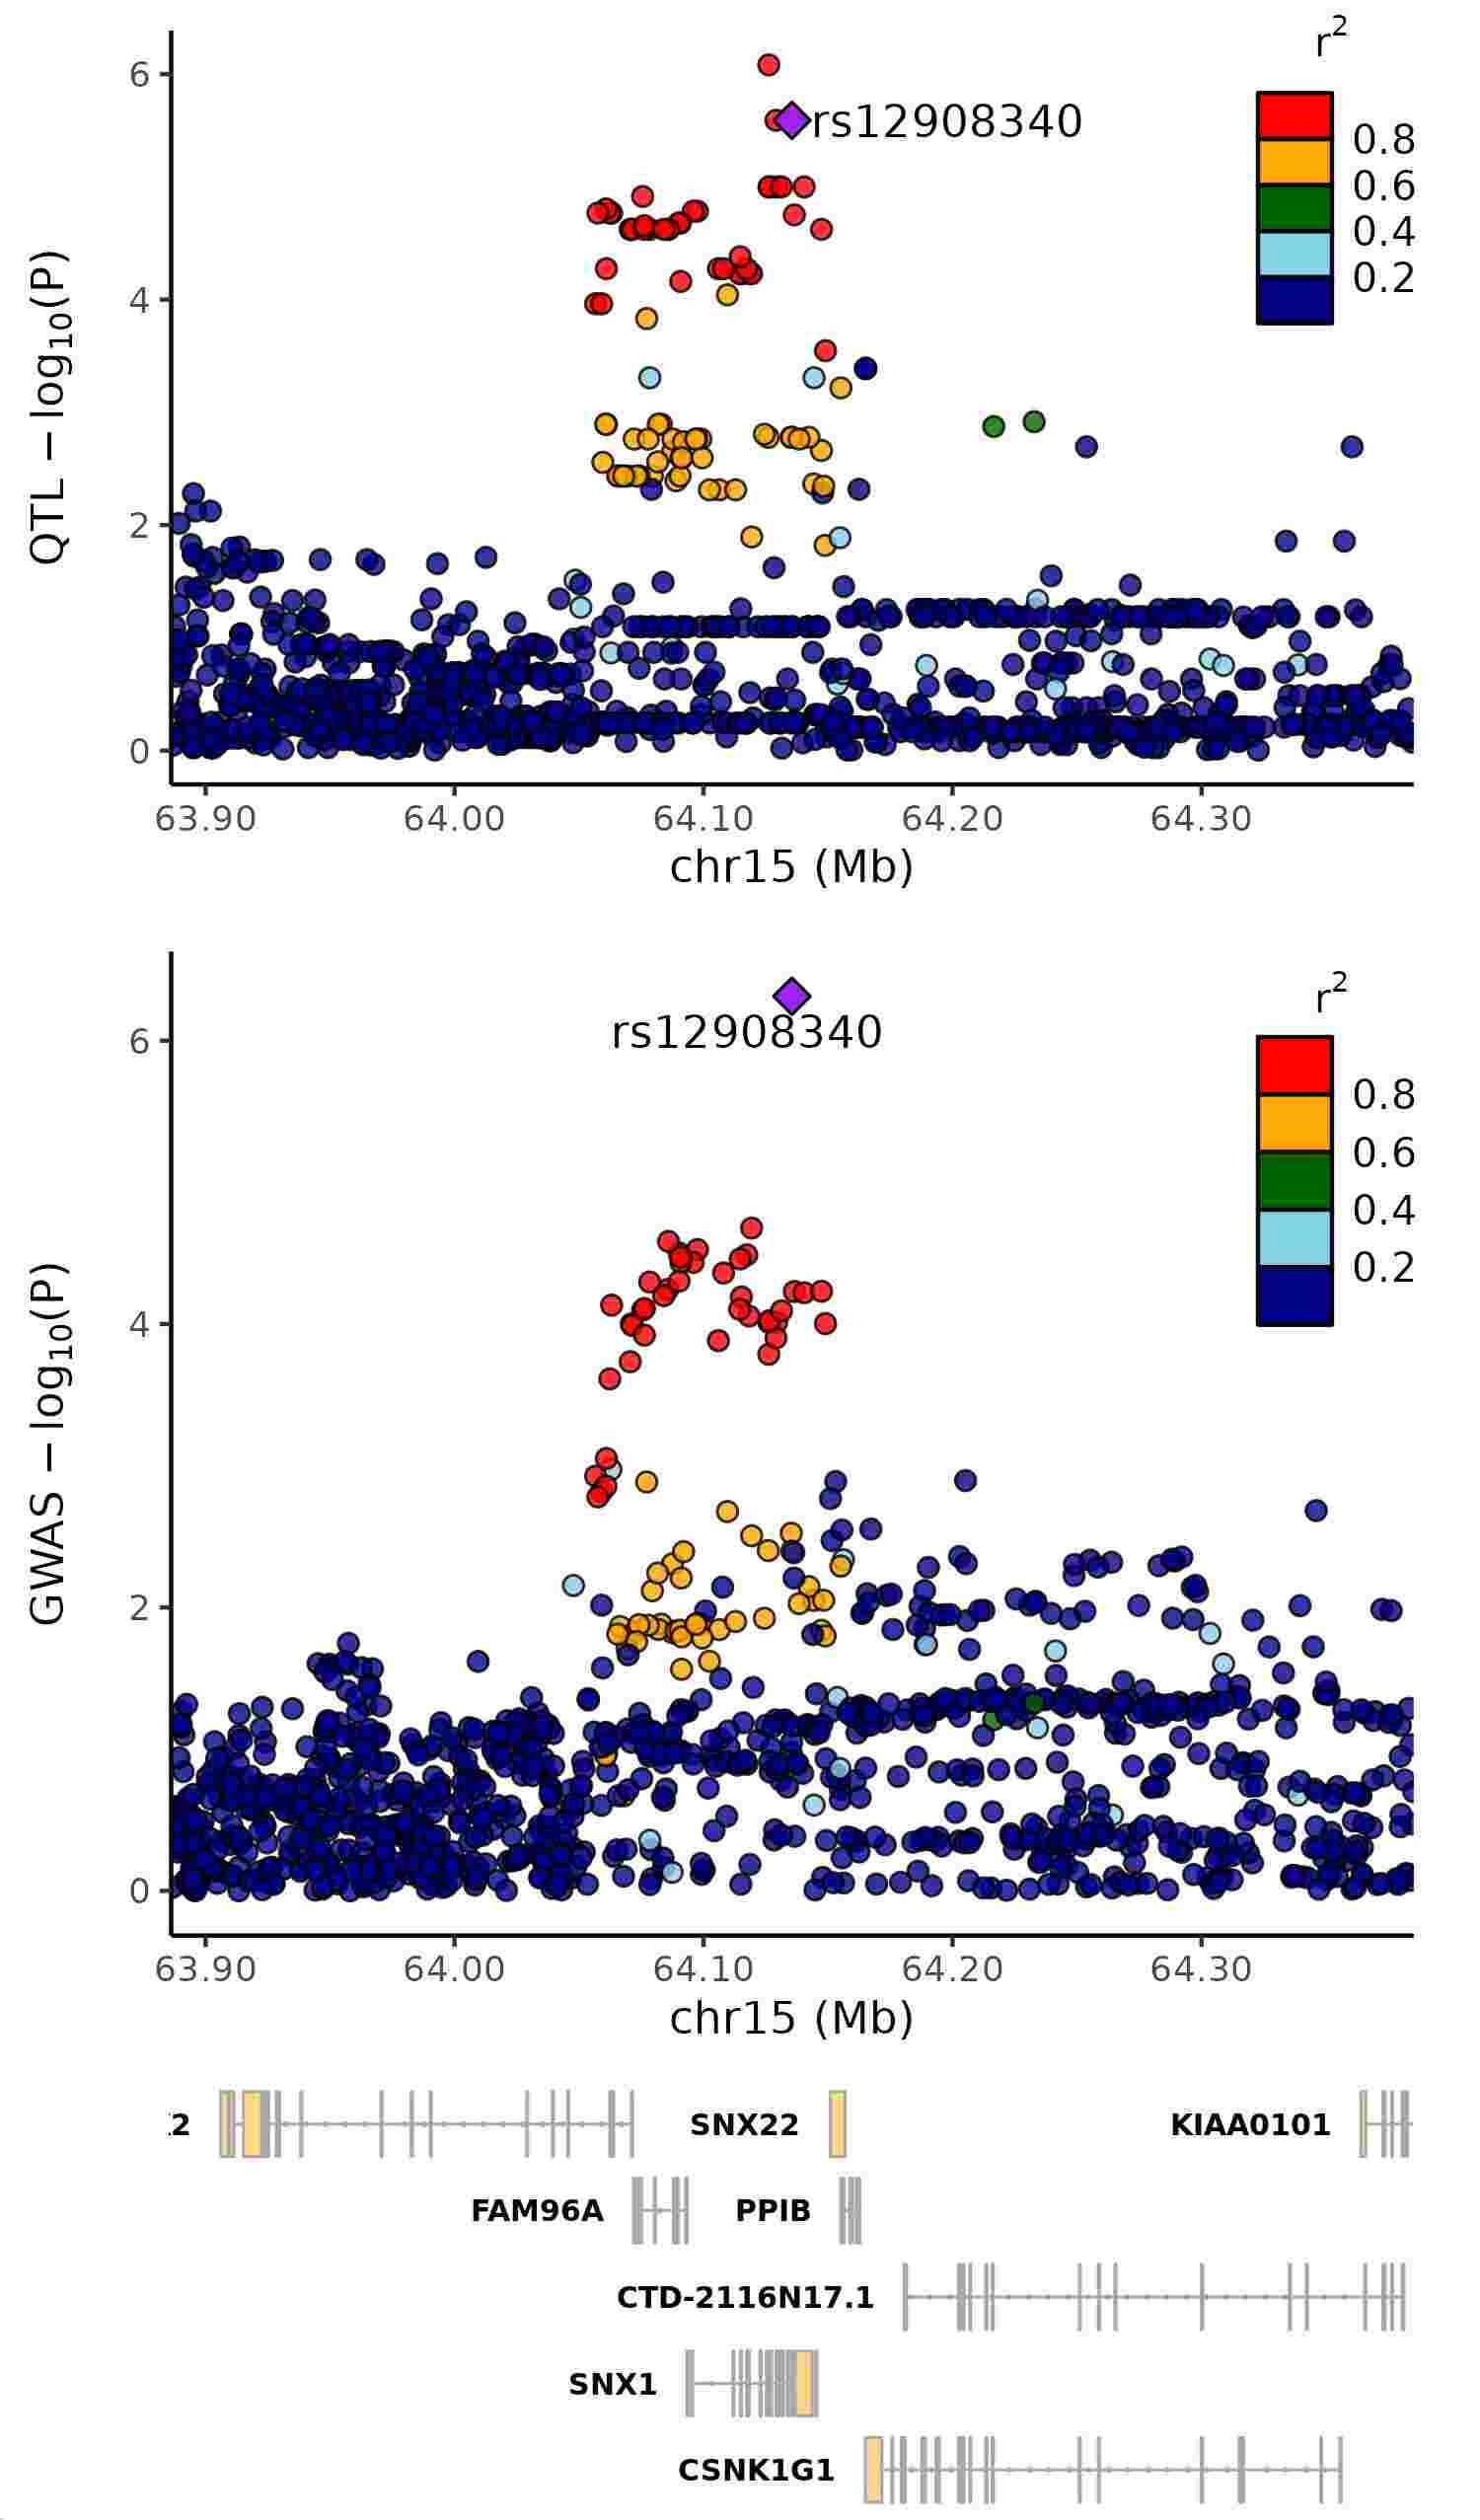 r²
6
rs12908340
0.8
0.6
0.4
0.2
4
2
0
QTL − log₁₀(P)
63.90 64.00 64.10 64.20 64.30
chr15 (Mb)
r²
6
rs12908340
0.8
0.6
0.4
0.2
4
2
0
GWAS − log₁₀(P)
63.90 64.00 64.10 64.20 64.30
chr15 (Mb)
2 SNX22 KIAA0101
FAM96A PPIB
CTD-2116N17.1
SNX1
CSNK1G1